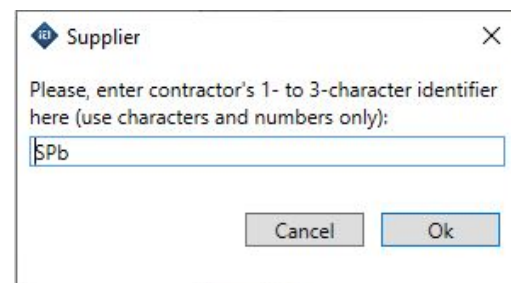 Supplier
Please, enter contractor's 1- to 3-character identifier
here (use characters and numbers only):
SPb
Cancel Ok